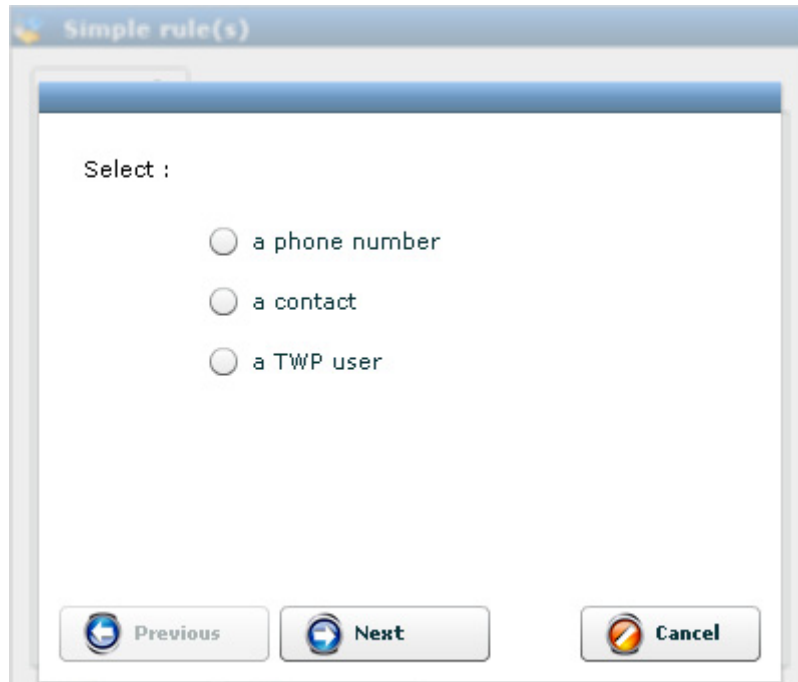 Simple rule(s)
Select :
a phone number
a contact
a TWP user
Previous
Next
Cancel